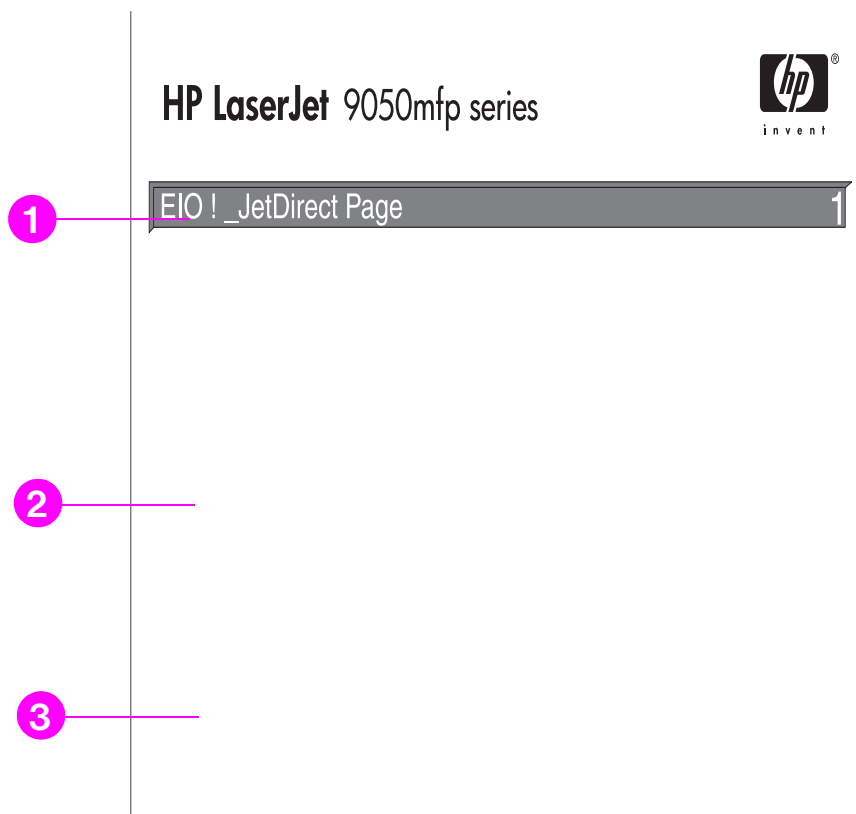 HP LaserJet 9050mfp series
hp ®
invent
1
EIO ! _JetDirect Page 1
2
3